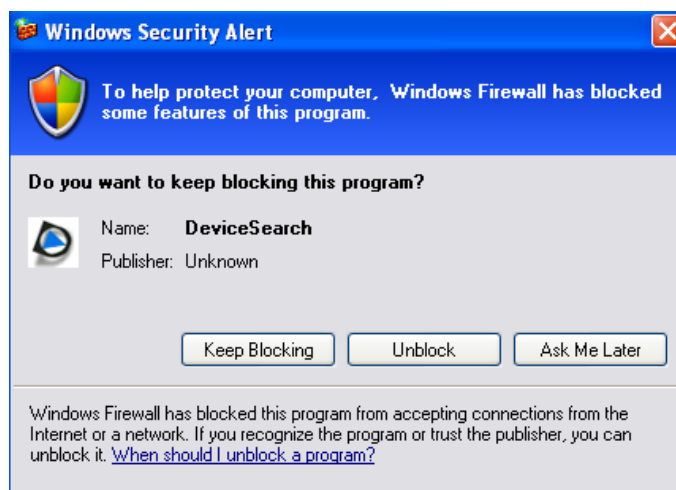 Windows Security Alert
To help protect your computer, Windows Firewall has blocked
some features of this program.
Do you want to keep blocking this program?
Name: DeviceSearch
Publisher: Unknown
Keep Blocking Unblock Ask Me Later
Windows Firewall has blocked this program from accepting connections from the
Internet or a network. If you recognize the program or trust the publisher, you can
unblock it. When should I unblock a program?